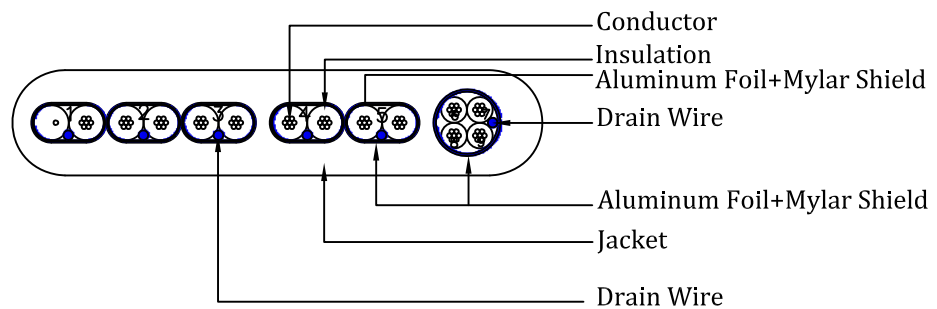 Conductor
Insulation
Aluminum Foil+Mylar Shield
1 2 3 4 5
Drain Wire
Aluminum Foil+Mylar Shield
Jacket
Drain Wire